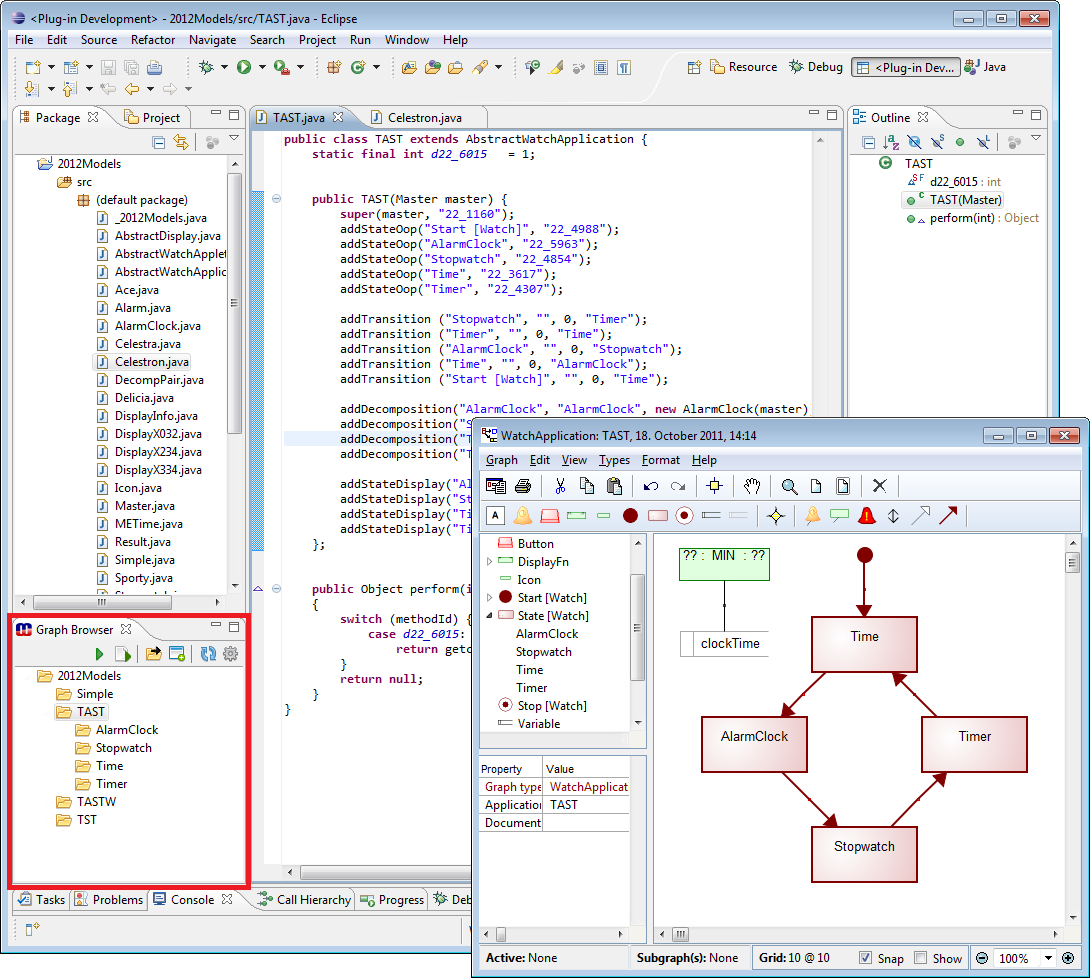 <Plug-in Development> - 2012Models/src/TAST.java - Eclipse
File Edit Source Refactor Navigate Search Project Run Window Help
Resource Debug <Plug-in Dev... Java
Package Project
2012Models
src
(default package)
_2012Models.java
AbstractDisplay.java
AbstractWatchApplet
AbstractWatchApplic
Ace.java
Alarm.java
AlarmClock.java
Celestra.java
Celestron.java
DecompPair.java
Delicia.java
DisplayInfo.java
DisplayX032.java
DisplayX234.java
DisplayX334.java
Icon.java
Master.java
METime.java
Result.java
Simple.java
Sporty.java
TAST.java Celestron.java
public class TAST extends AbstractWatchApplication {
static final int d22_6015 = 1;
public TAST(Master master) {
super(master, "22_1160");
addStateOop("Start [Watch]", "22_4988");
addStateOop("AlarmClock", "22_5963");
addStateOop("Stopwatch", "22_4854");
addStateOop("Time", "22_3617");
addStateOop("Timer", "22_4307");
addTransition ("Stopwatch", "", 0, "Timer");
addTransition ("Timer", "", 0, "Time");
addTransition ("AlarmClock", "", 0, "Stopwatch");
addTransition ("Time", "", 0, "AlarmClock");
addTransition ("Start [Watch]", "", 0, "Time");
addDecomposition("AlarmClock", "AlarmClock", new AlarmClock(master)
addDecomposition("S
addDecomposition("T
addDecomposition("T
addStateDisplay("Al
addStateDisplay("St
addStateDisplay("Ti
addStateDisplay("Ti
};
public Object perform(i
{
switch (methodId) {
case d22_6015:
return getc
}
return null;
}
}
Outline
TAST
d22_6015 : int
TAST(Master)
perform(int) : Object
Graph Browser
2012Models
Simple
TAST
AlarmClock
Stopwatch
Time
Timer
TASTW
TST
Tasks Problems Console Call Hierarchy Progress Deb
WatchApplication: TAST, 18. October 2011, 14:14
Graph Edit View Types Format Help
A
Button
DisplayFn
Icon
Start [Watch]
State [Watch]
AlarmClock
Stopwatch
Time
Timer
Stop [Watch]
Variable
Property Value
Graph type WatchApplicat
Application TAST
Document
?? : MIN : ??
clockTime
Time
AlarmClock
Timer
Stopwatch
Active: None Subgraph(s): None Grid: 10 @ 10 Snap Show 100%